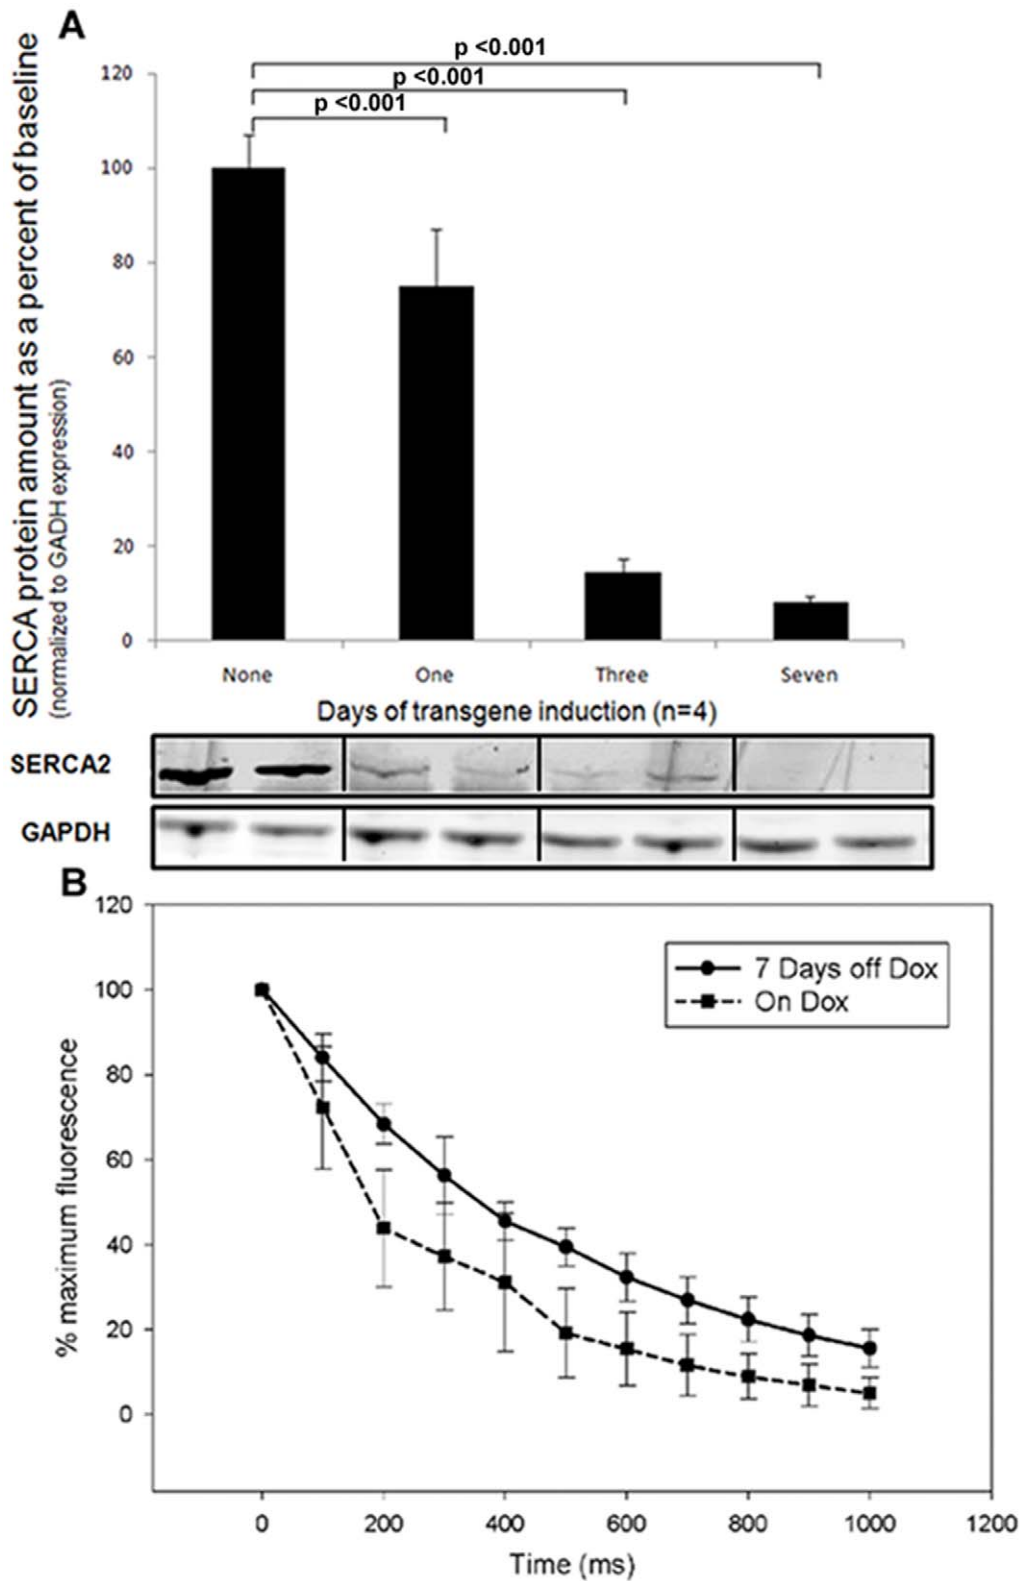 A
SERCA protein amount as a percent of baseline
(normalized to GADH expression)
p <0.001
p <0.001
p <0.001
120
100
80
60
40
20
0
None One Three Seven
Days of transgene induction (n=4)
SERCA2
GAPDH
B
% maximum fluorescence
120
100
80
60
40
20
0
7 Days off Dox
On Dox
0 200 400 600 800 1000 1200
Time (ms)